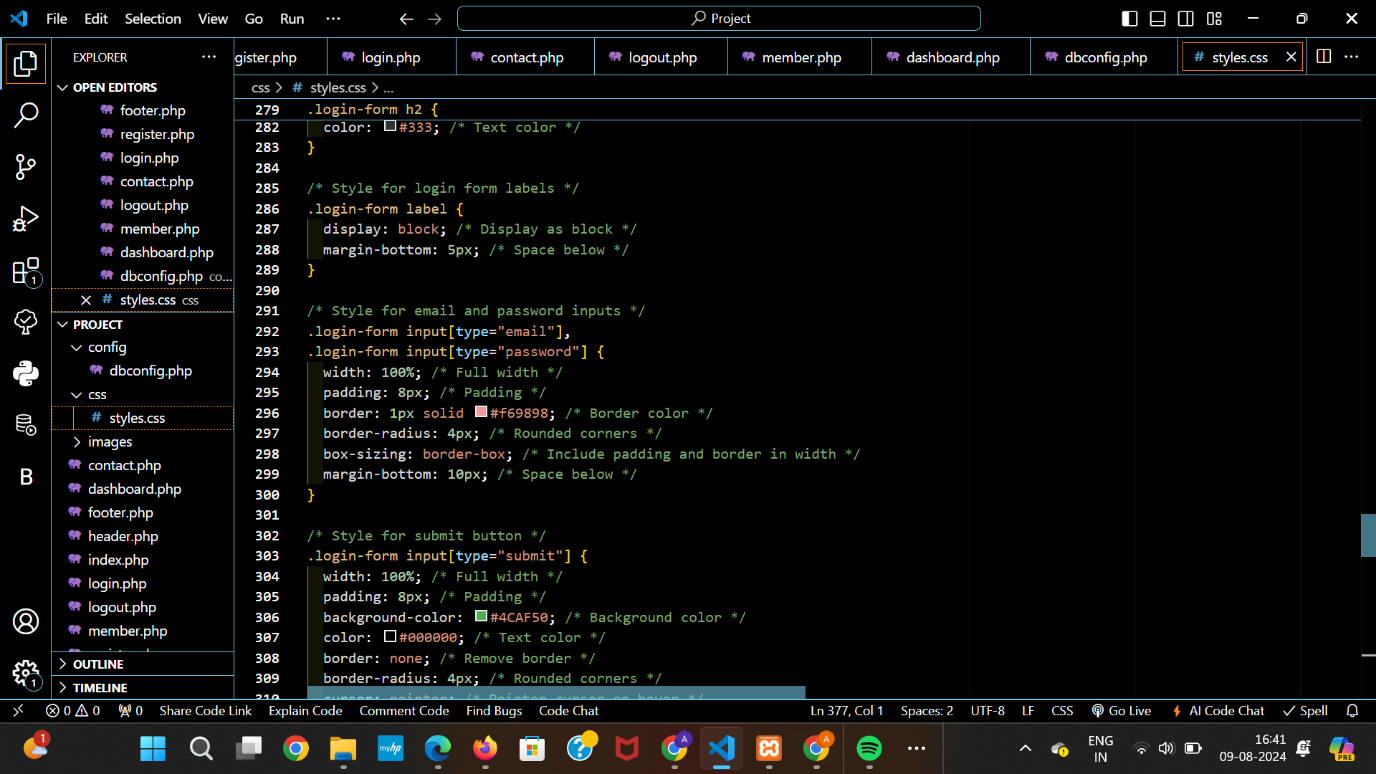 File Edit Selection View Go Run ··· Project
EXPLORER ···
gister.php login.php contact.php logout.php member.php dashboard.php dbconfig.php # styles.css
OPEN EDITORS
footer.php
register.php
login.php
contact.php
logout.php
member.php
dashboard.php
dbconfig.php co...
# styles.css css
PROJECT
config
dbconfig.php
css
# styles.css
images
contact.php
dashboard.php
footer.php
header.php
index.php
login.php
logout.php
member.php
OUTLINE
TIMELINE
B
1
1
css > # styles.css > ...
279 .login-form h2 {
282 color: #333; /* Text color */
283 }
284
285 /* Style for login form labels */
286 .login-form label {
287 display: block; /* Display as block */
288 margin-bottom: 5px; /* Space below */
289 }
290
291 /* Style for email and password inputs */
292 .login-form input[type="email"],
293 .login-form input[type="password"] {
294 width: 100%; /* Full width */
295 padding: 8px; /* Padding */
296 border: 1px solid #f69898; /* Border color */
297 border-radius: 4px; /* Rounded corners */
298 box-sizing: border-box; /* Include padding and border in width */
299 margin-bottom: 10px; /* Space below */
300 }
301
302 /* Style for submit button */
303 .login-form input[type="submit"] {
304 width: 100%; /* Full width */
305 padding: 8px; /* Padding */
306 background-color: #4CAF50; /* Background color */
307 color: #000000; /* Text color */
308 border: none; /* Remove border */
309 border-radius: 4px; /* Rounded corners */
310 cursor: pointer; /* Pointer cursor on hover */
0 0 0 Share Code Link Explain Code Comment Code Find Bugs Code Chat Ln 377, Col 1 Spaces: 2 UTF-8 LF CSS Go Live AI Code Chat Spell
1 myhp A A ENG 16:41 PRE
IN 09-08-2024